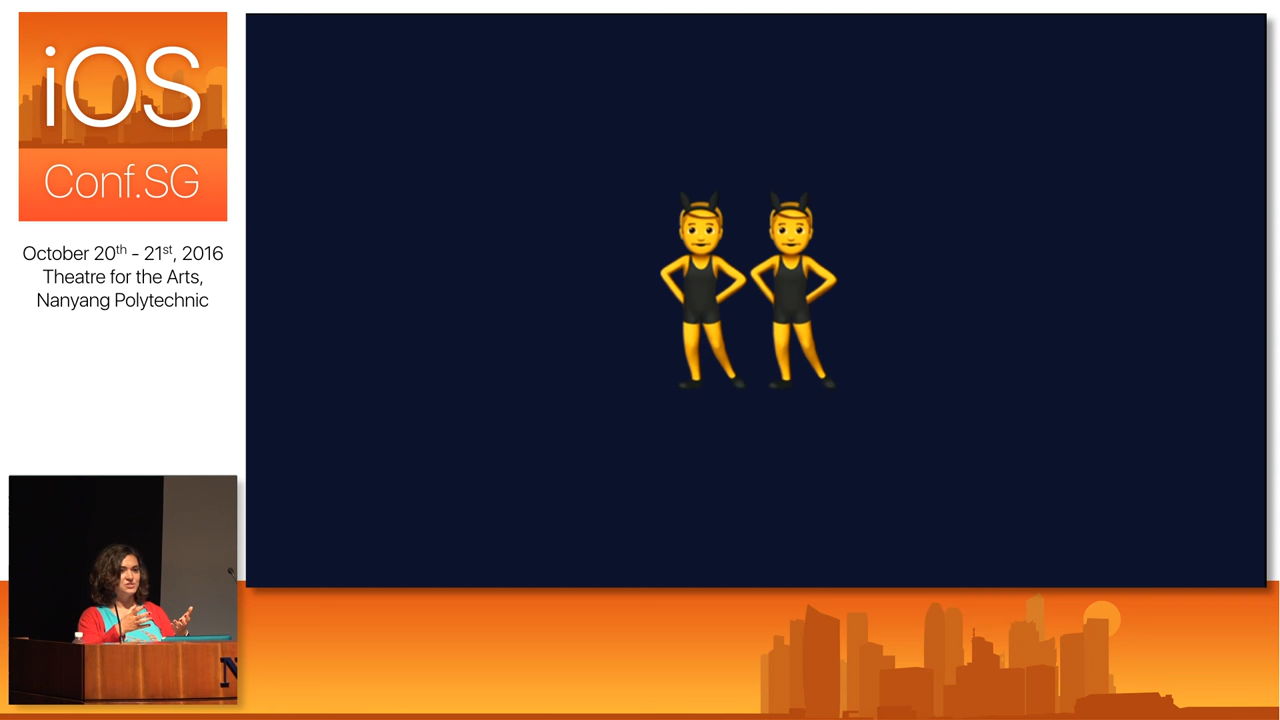 iOS
Conf.SG
October 20th - 21st, 2016
Theatre for the Arts,
Nanyang Polytechnic
N